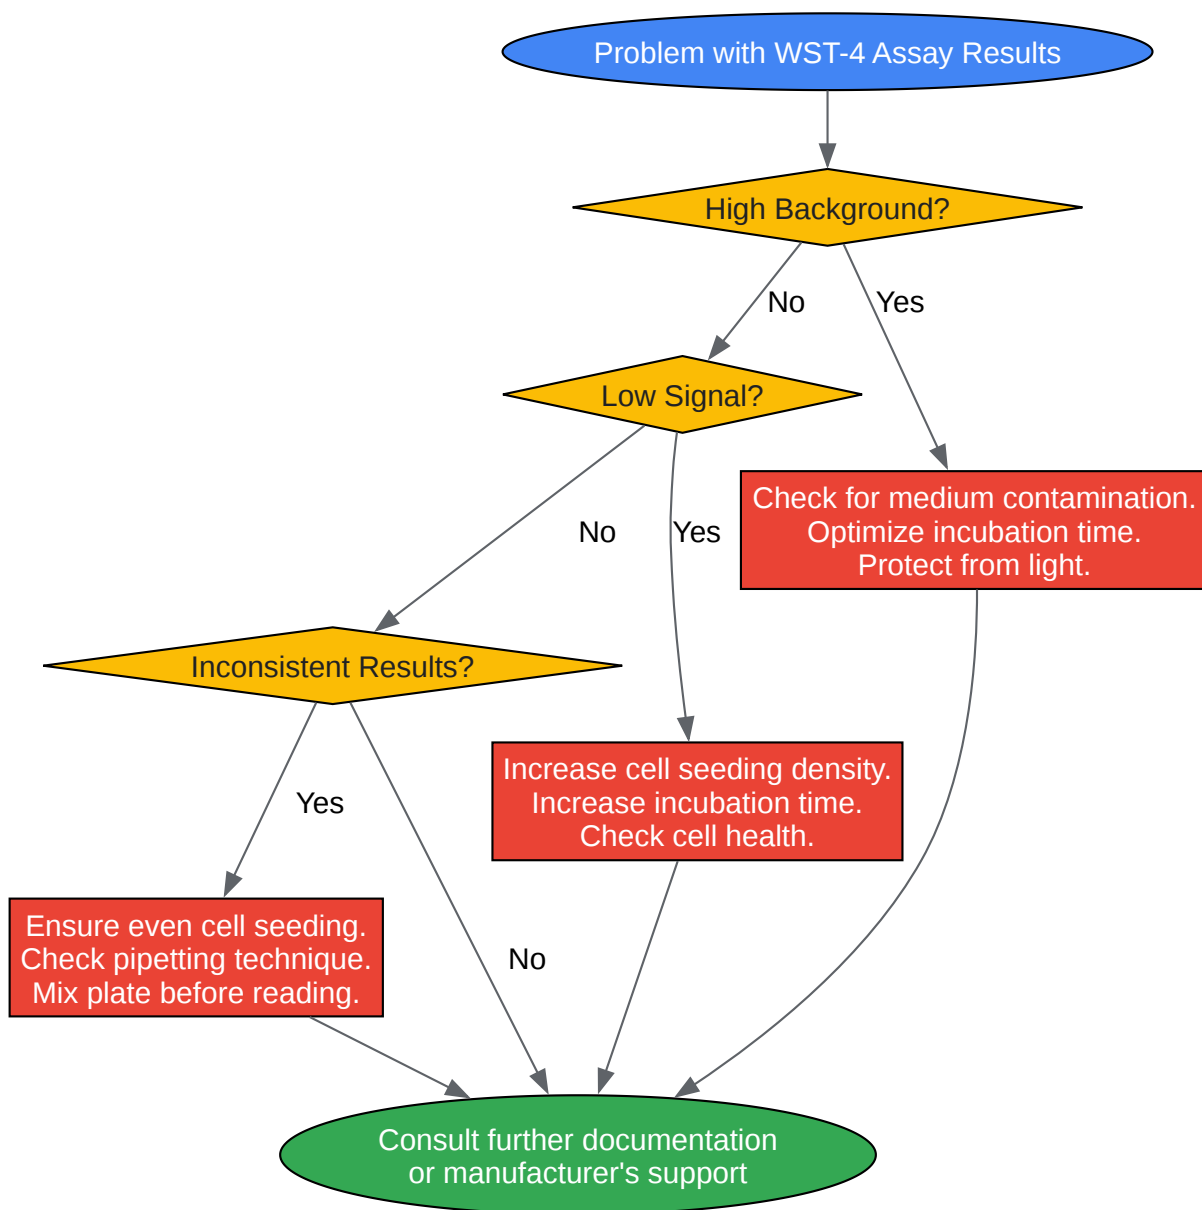 Problem with WST-4 Assay Results
High Background?
No
Yes
Low Signal?
Check for medium contamination.
Optimize incubation time.
Protect from light.
No
Yes
Inconsistent Results?
Increase cell seeding density.
Increase incubation time.
Check cell health.
Yes
Ensure even cell seeding.
Check pipetting technique.
Mix plate before reading.
No
Consult further documentation
or manufacturer's support